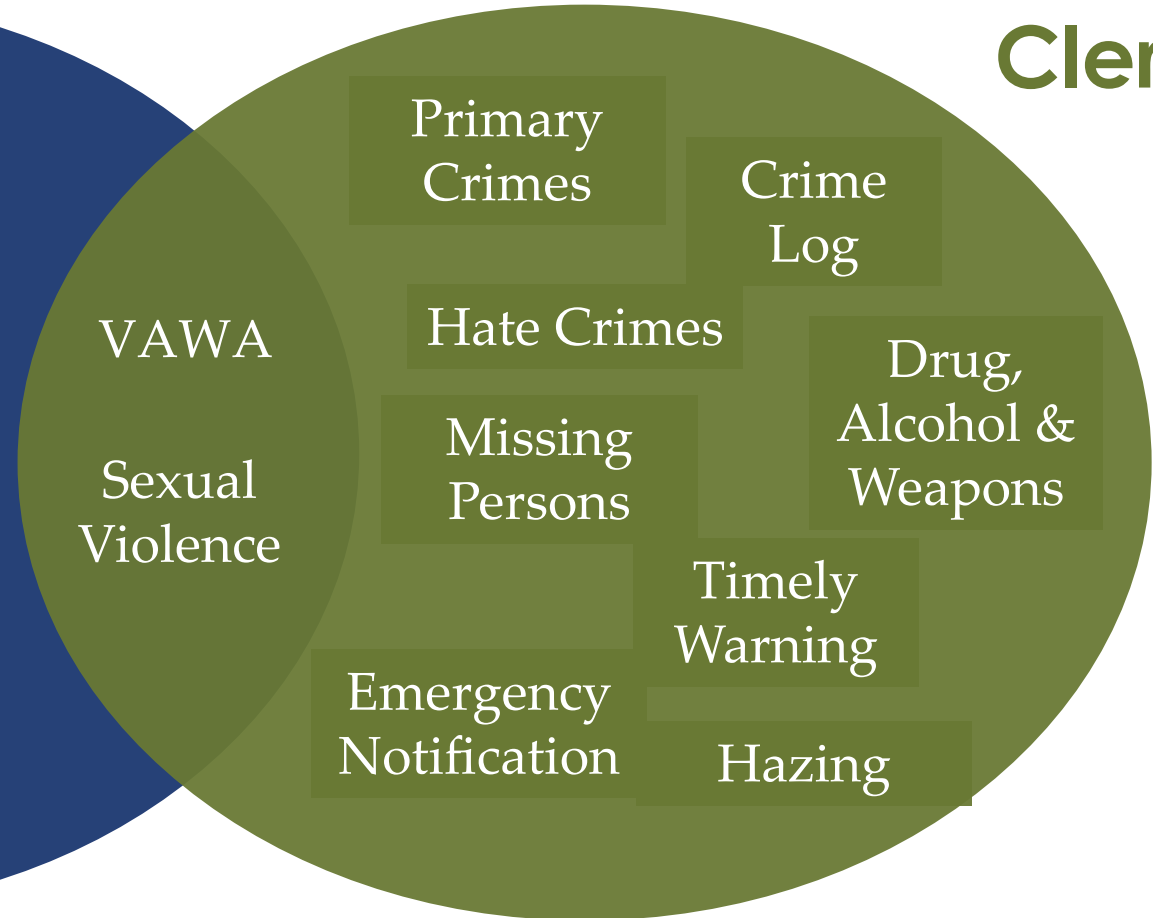 Cler
Primary
Crimes
Crime
Log
Hate Crimes
VAWA
Drug,
Alcohol &
Weapons
Missing
Persons
Sexual
Violence
Timely
Warning
Emergency
Notification
Hazing